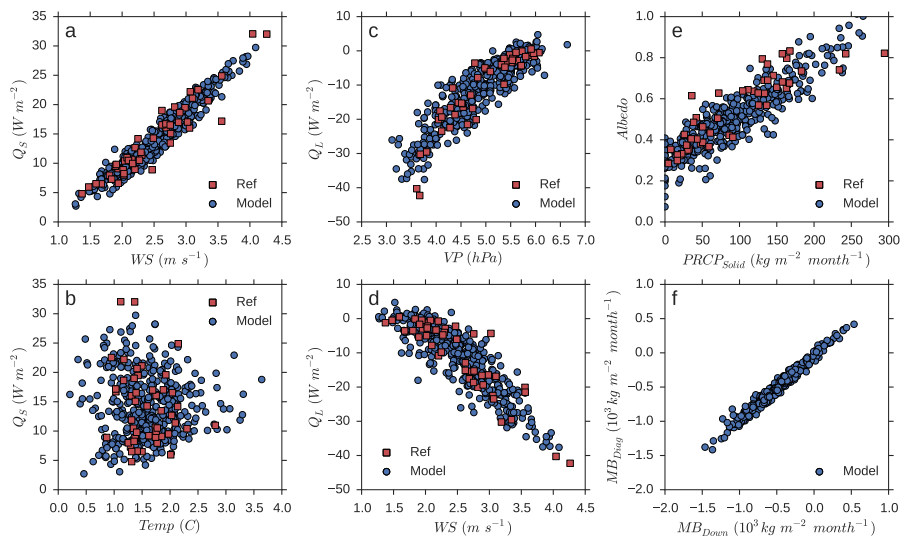 a
35
30
25
20
15
10
5
0
Q_S (W m⁻²)
Ref
Model
1.0 1.5 2.0 2.5 3.0 3.5 4.0 4.5
WS (m s⁻¹)
c
10
0
−10
−20
−30
−40
−50
Q_L (W m⁻²)
Ref
Model
2.5 3.0 3.5 4.0 4.5 5.0 5.5 6.0 6.5 7.0
VP (hPa)
e
1.0
0.8
0.6
0.4
0.2
0.0
Albedo
Ref
Model
0 50 100 150 200 250 300
PRCP_Solid (kg m⁻² month⁻¹)
b
35
30
25
20
15
10
5
0
Q_S (W m⁻²)
Ref
Model
0.0 0.5 1.0 1.5 2.0 2.5 3.0 3.5 4.0
Temp (C)
d
10
0
−10
−20
−30
−40
−50
Q_L (W m⁻²)
Ref
Model
1.0 1.5 2.0 2.5 3.0 3.5 4.0 4.5
WS (m s⁻¹)
f
1.0
0.5
0.0
−0.5
−1.0
−1.5
−2.0
MB_Diag (10³ kg m⁻² month⁻¹)
Model
−2.0 −1.5 −1.0 −0.5 0.0 0.5 1.0
MB_Down (10³ kg m⁻² month⁻¹)